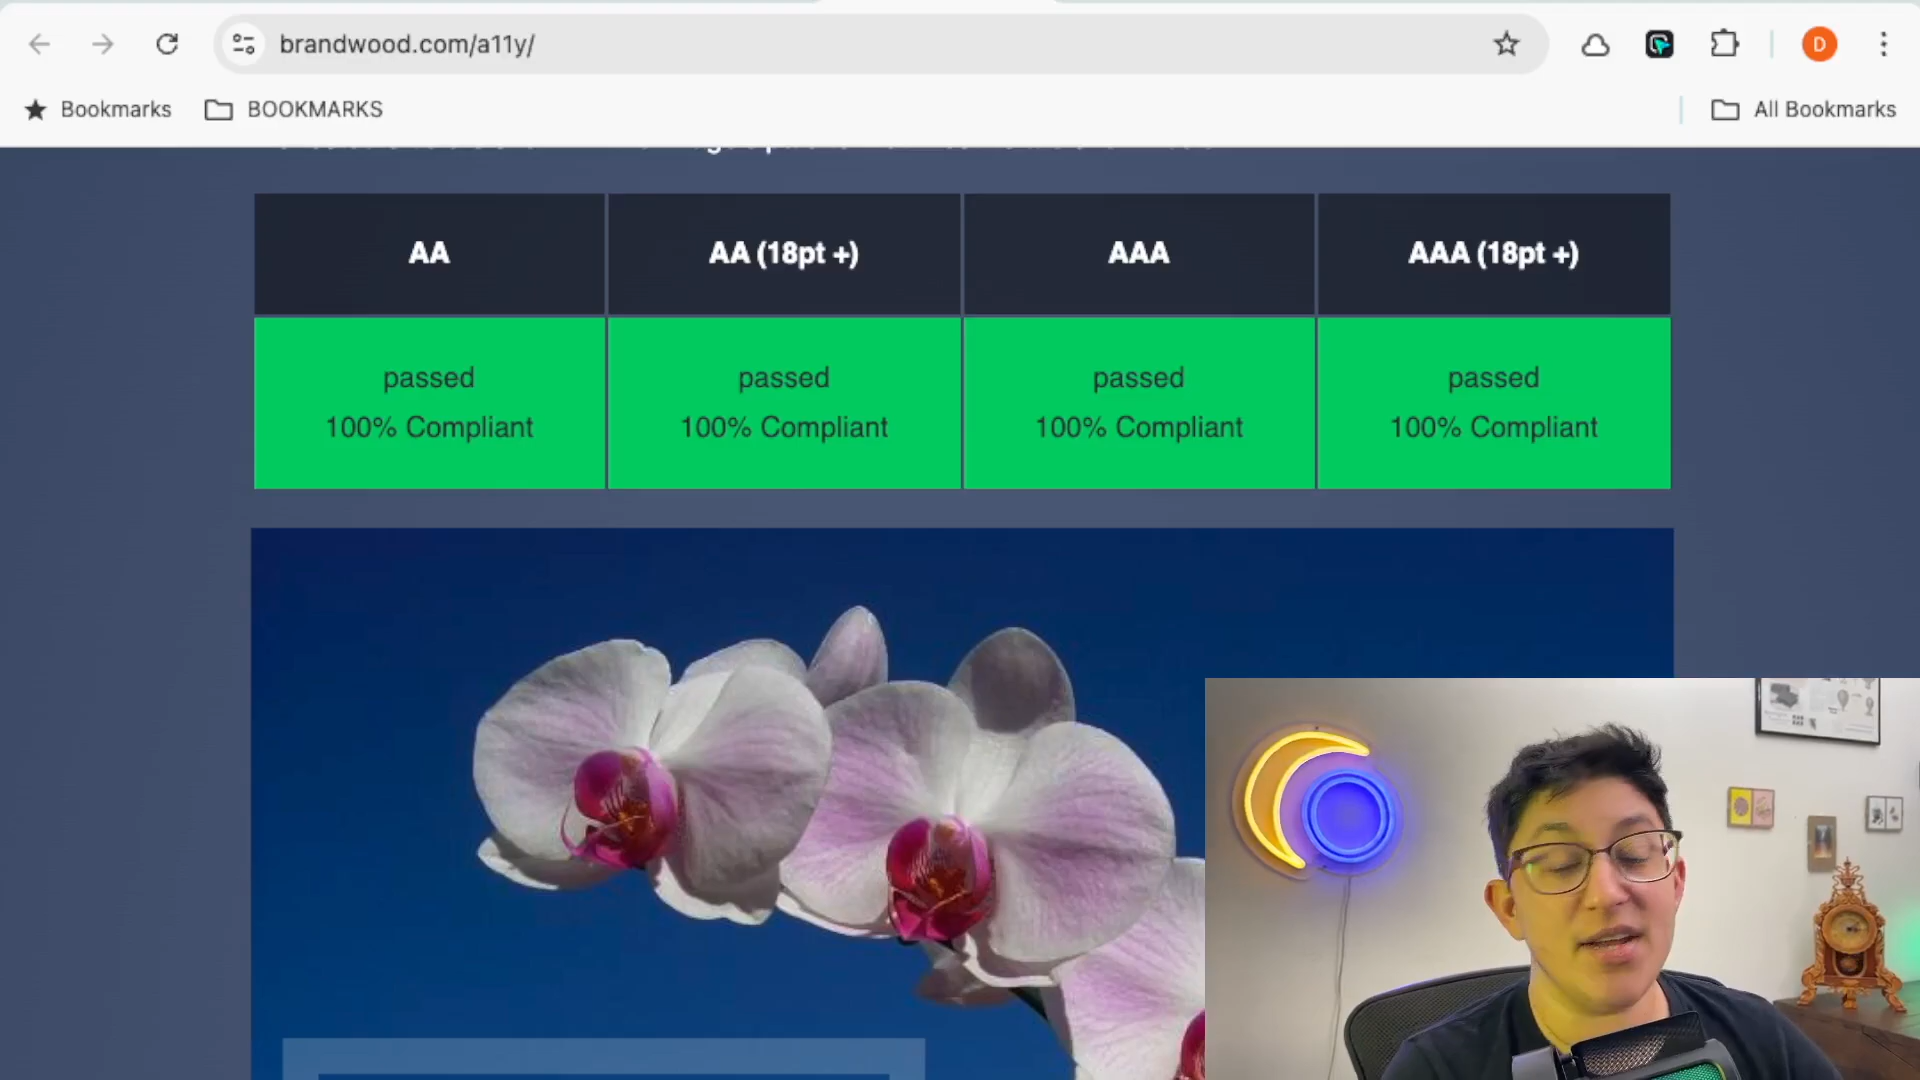 brandwood.com/a11y/
D
Bookmarks
BOOKMARKS
All Bookmarks
AA
AA (18pt +)
AAA
AAA (18pt +)
passed
100% Compliant
passed
100% Compliant
passed
100% Compliant
passed
100% Compliant